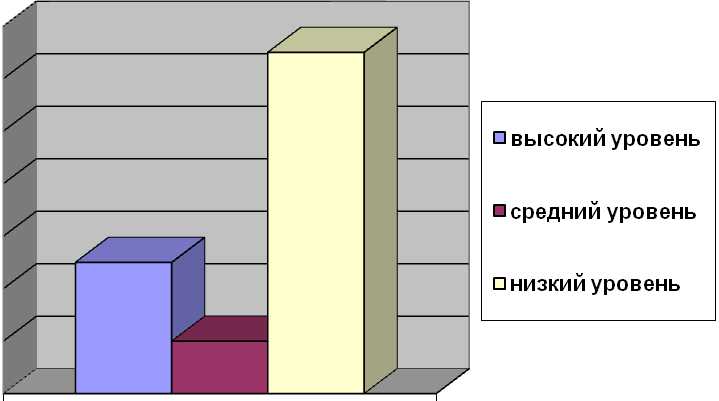 высокий уровень
средний уровень
низкий уровень